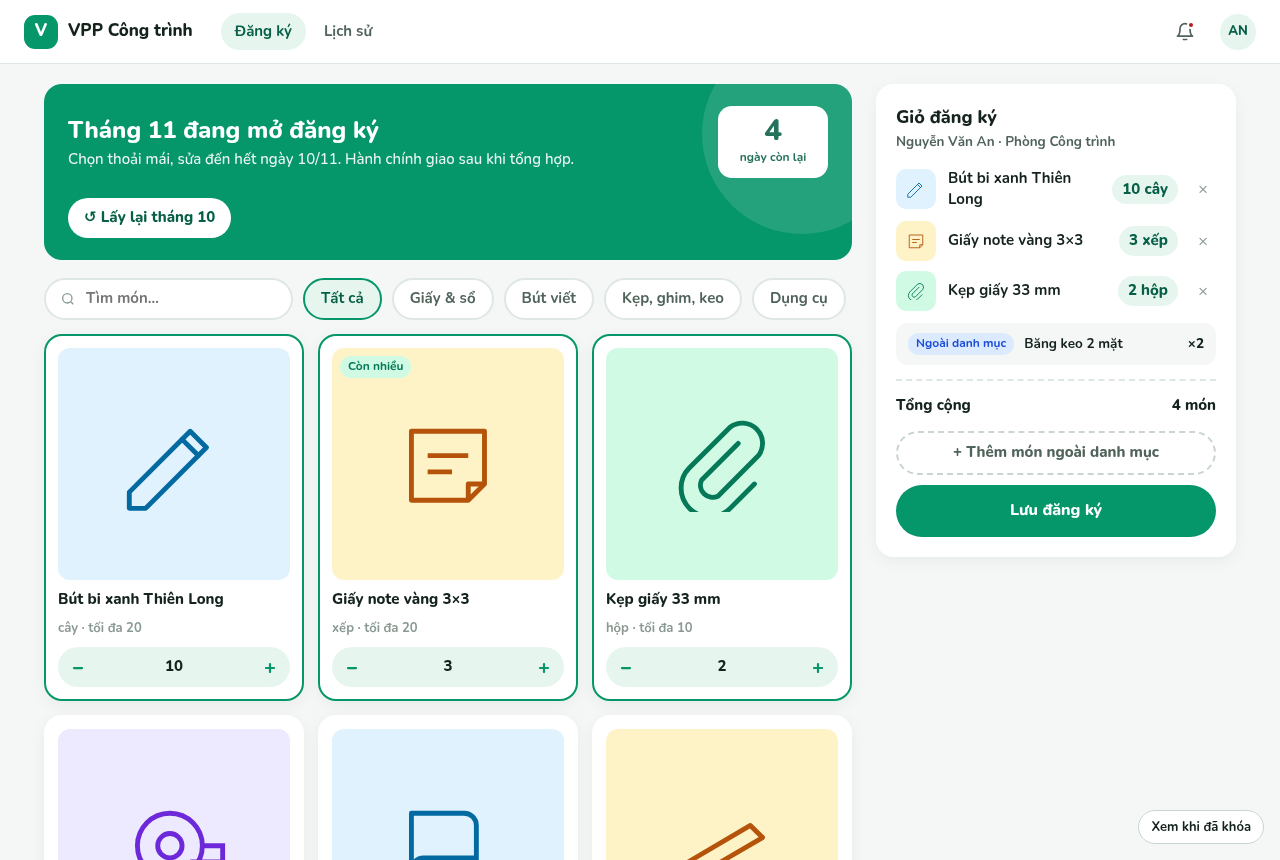 V VPP Công trình Đăng ký Lịch sử AN
Tháng 11 đang mở đăng ký
Chọn thoải mái, sửa đến hết ngày 10/11. Hành chính giao sau khi tổng hợp.
4
ngày còn lại
↺ Lấy lại tháng 10
Tìm món... Tất cả Giấy & sổ Bút viết Kẹp, ghim, keo Dụng cụ
Bút bi xanh Thiên Long
cây · tối đa 20
− 10 +
Còn nhiều
Giấy note vàng 3×3
xếp · tối đa 20
− 3 +
Kẹp giấy 33 mm
hộp · tối đa 10
− 2 +
Giỏ đăng ký
Nguyễn Văn An · Phòng Công trình
Bút bi xanh Thiên
Long
10 cây ×
Giấy note vàng 3×3 3 xếp ×
Kẹp giấy 33 mm 2 hộp ×
Ngoài danh mục Băng keo 2 mặt ×2
Tổng cộng 4 món
+ Thêm món ngoài danh mục
Lưu đăng ký
Xem khi đã khóa